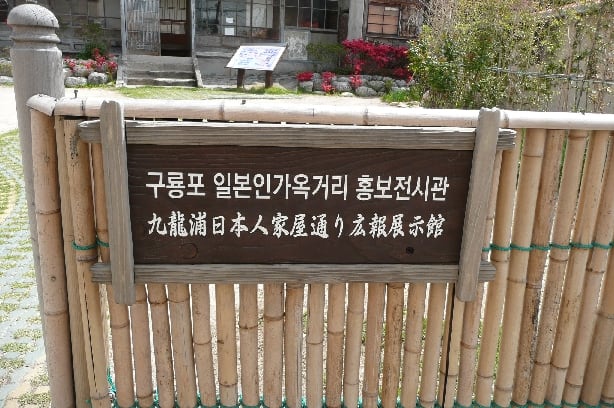 구룡포 일본인가옥거리 홍보전시관
九龍浦日本人家屋通り広報展示館